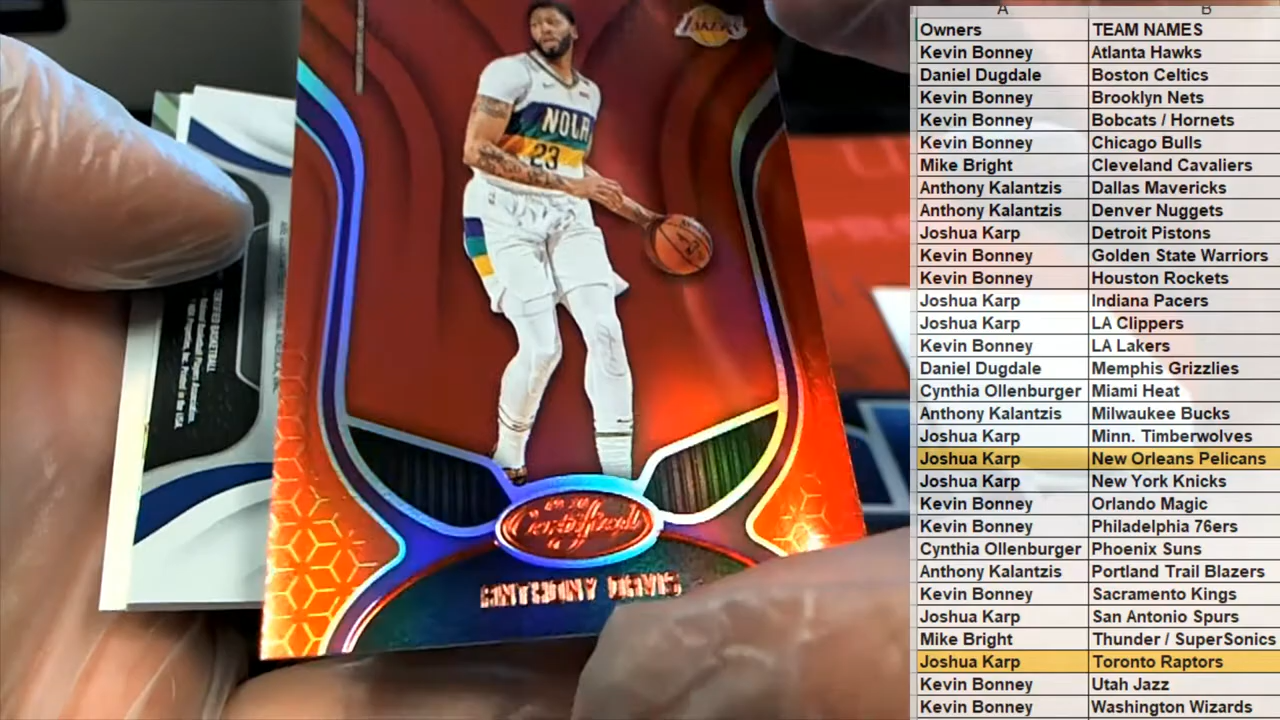 LAKERS
NOLA
23
Certified
ANTHONY DAVIS
CERTIFIED BASKETBALL
A B
Owners TEAM NAMES
Kevin Bonney Atlanta Hawks
Daniel Dugdale Boston Celtics
Kevin Bonney Brooklyn Nets
Kevin Bonney Bobcats / Hornets
Kevin Bonney Chicago Bulls
Mike Bright Cleveland Cavaliers
Anthony Kalantzis Dallas Mavericks
Anthony Kalantzis Denver Nuggets
Joshua Karp Detroit Pistons
Kevin Bonney Golden State Warriors
Kevin Bonney Houston Rockets
Joshua Karp Indiana Pacers
Joshua Karp LA Clippers
Kevin Bonney LA Lakers
Daniel Dugdale Memphis Grizzlies
Cynthia Ollenburger Miami Heat
Anthony Kalantzis Milwaukee Bucks
Joshua Karp Minn. Timberwolves
Joshua Karp New Orleans Pelicans
Joshua Karp New York Knicks
Kevin Bonney Orlando Magic
Kevin Bonney Philadelphia 76ers
Cynthia Ollenburger Phoenix Suns
Anthony Kalantzis Portland Trail Blazers
Kevin Bonney Sacramento Kings
Joshua Karp San Antonio Spurs
Mike Bright Thunder / SuperSonics
Joshua Karp Toronto Raptors
Kevin Bonney Utah Jazz
Kevin Bonney Washington Wizards